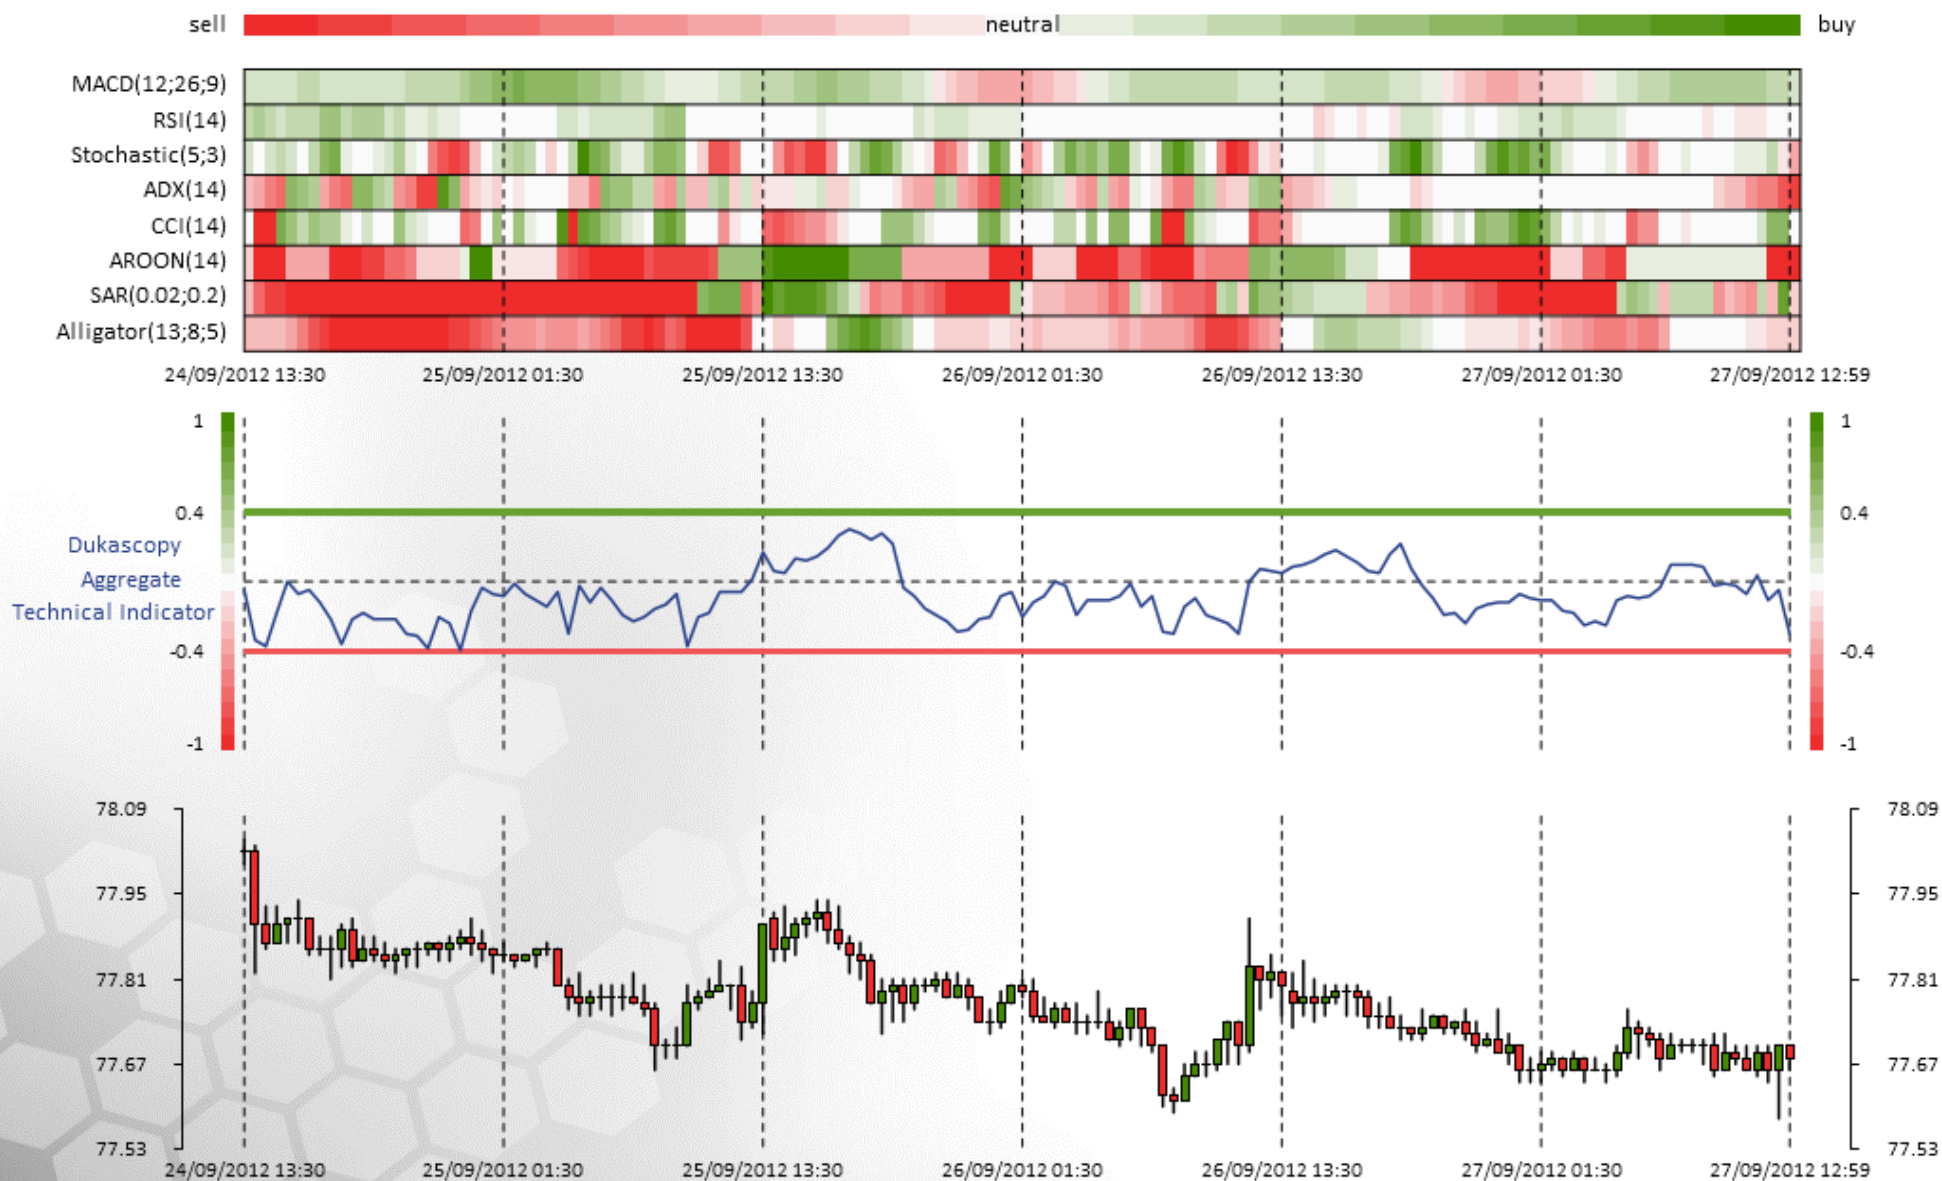 sell neutral buy
MACD(12;26;9)
RSI(14)
Stochastic(5;3)
ADX(14)
CCI(14)
AROON(14)
SAR(0.02;0.2)
Alligator(13;8;5)
24/09/2012 13:30 25/09/2012 01:30 25/09/2012 13:30 26/09/2012 01:30 26/09/2012 13:30 27/09/2012 01:30 27/09/2012 12:59
1 1
0.4 0.4
Dukascopy
Aggregate
Technical Indicator
-0.4 -0.4
-1 -1
78.09 78.09
77.95 77.95
77.81 77.81
77.67 77.67
77.53 77.53
24/09/2012 13:30 25/09/2012 01:30 25/09/2012 13:30 26/09/2012 01:30 26/09/2012 13:30 27/09/2012 01:30 27/09/2012 12:59